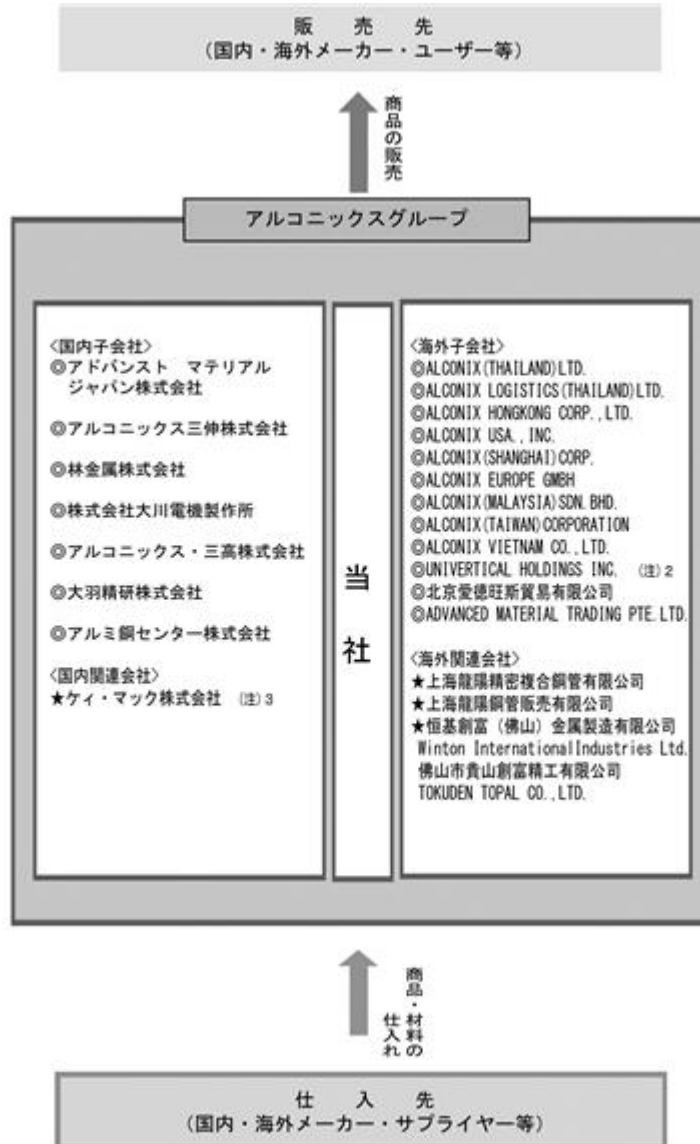 販 売 先
(国内・海外メーカー・ユーザー等)
商品の販売
アルコニックスグループ
〈国内子会社〉
◎アドバンスト マテリアル
ジャパン株式会社
◎アルコニックス三伸株式会社
◎林金属株式会社
◎株式会社大川電機製作所
◎アルコニックス・三高株式会社
◎大羽精研株式会社
◎アルミ銅センター株式会社
〈国内関連会社〉
★ケィ・マック株式会社 (注)3
当社
〈海外子会社〉
◎ALCONIX(THAILAND)LTD.
◎ALCONIX LOGISTICS(THAILAND)LTD.
◎ALCONIX HONGKONG CORP.,LTD.
◎ALCONIX USA., INC.
◎ALCONIX(SHANGHAI)CORP.
◎ALCONIX EUROPE GMBH
◎ALCONIX(MALAYSIA)SDN.BHD.
◎ALCONIX(TAIWAN)CORPORATION
◎ALCONIX VIETNAM CO.,LTD.
◎UNIVERTICAL HOLDINGS INC. (注)2
◎北京愛徳旺斯貿易有限公司
◎ADVANCED MATERIAL TRADING PTE.LTD.
〈海外関連会社〉
★上海龍陽精密複合銅管有限公司
★上海龍陽銅管販売有限公司
★恒基創富（佛山）金属製造有限公司
Winton InternationalIndustries Ltd.
佛山市貴山創富精工有限公司
TOKUDEN TOPAL CO.,LTD.
商品・材料の
仕入れ
仕 入 先
(国内・海外メーカー・サプライヤー等)